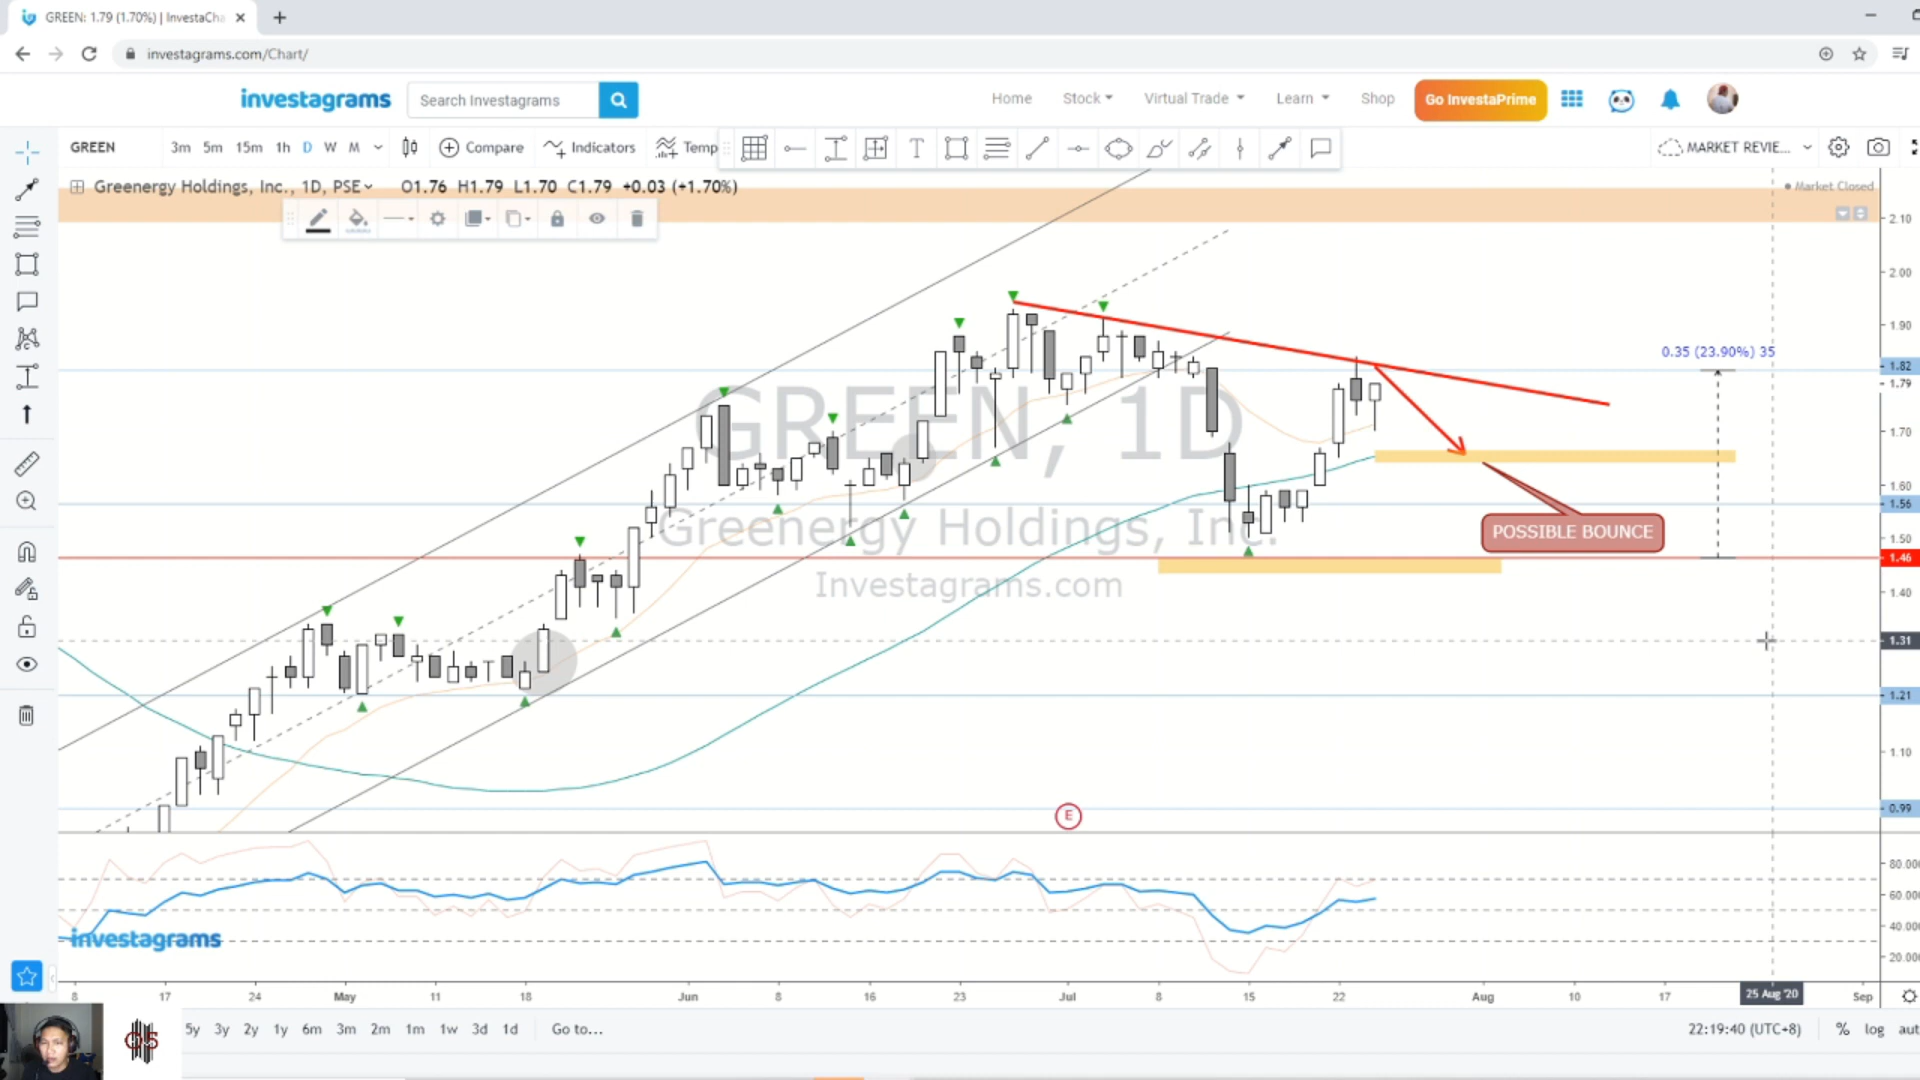 GREEN: 1.79 (1.70%) | InvestaCha
investagrams.com/Chart/
investagrams
Search Investagrams
Home
Stock
Virtual Trade
Learn
Shop
Go InvestaPrime
GREEN
3m 5m 15m 1h D W M
Compare
Indicators
Temp
MARKET REVIE...
Greenergy Holdings, Inc., 1D, PSE
O1.76 H1.79 L1.70 C1.79 +0.03 (+1.70%)
Market Closed
2.10
2.00
1.90
0.35 (23.90%) 35
1.82
1.79
GREEN, 1D
1.70
1.60
1.56
Greenergy Holdings, Inc.
POSSIBLE BOUNCE
1.50
1.46
Investagrams.com
1.40
1.31
1.21
1.10
0.99
E
80.000
60.000
40.000
20.000
investagrams
8 17 24 May 11 18 Jun 8 16 23 Jul 8 15 22 Aug 10 17 25 Aug '20 Sep
5y 3y 2y 1y 6m 3m 2m 1m 1w 3d 1d Go to...
22:19:40 (UTC+8) % log aut